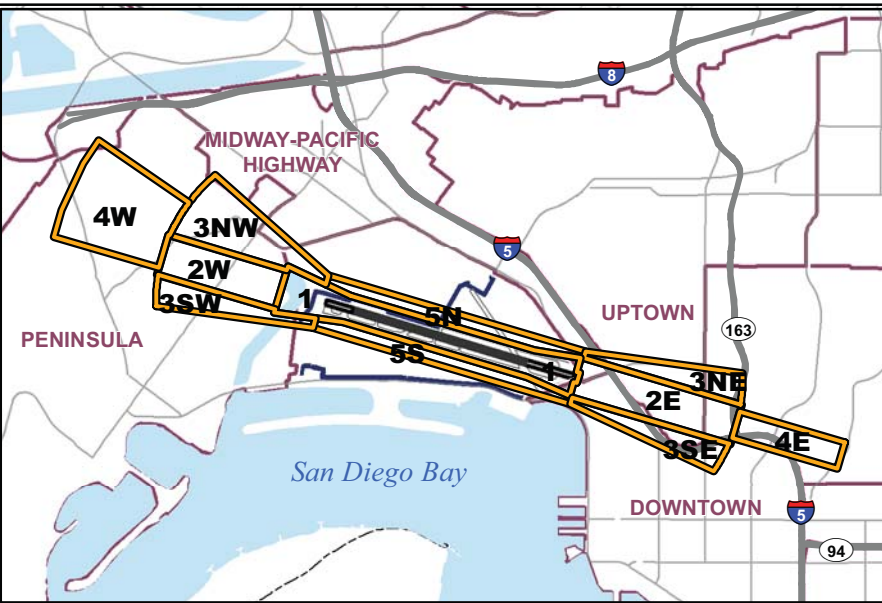 8
MIDWAY-PACIFIC
HIGHWAY
4W
3NW
5
2W
1
3SW
5N
UPTOWN
163
PENINSULA
5S
1
3NE
2E
4E
3SE
San Diego Bay
DOWNTOWN
5
94